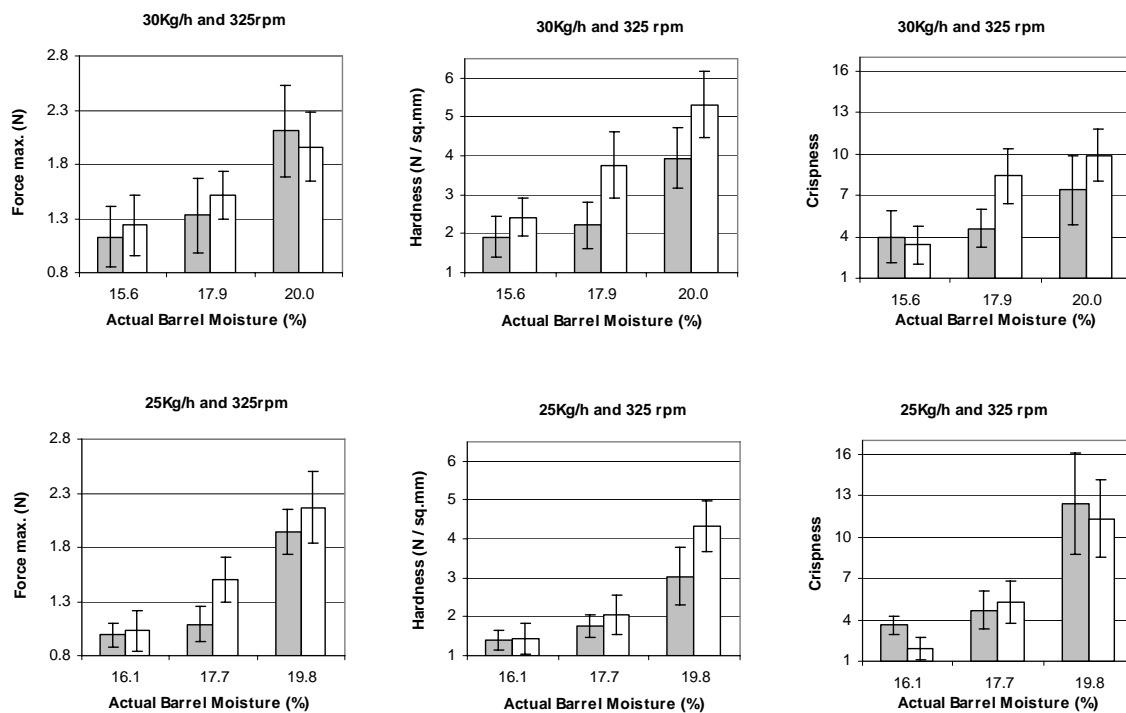 30Kg/h and 325rpm
Force max. (N)
2.8
2.3
1.8
1.3
0.8
15.6 17.9 20.0
Actual Barrel Moisture (%)
30Kg/h and 325 rpm
Hardness (N / sq.mm)
6
5
4
3
2
1
15.6 17.9 20.0
Actual Barrel Moisture (%)
30Kg/h and 325 rpm
Crispness
16
13
10
7
4
1
15.6 17.9 20.0
Actual Barrel Moisture (%)
25Kg/h and 325rpm
Force max. (N)
2.8
2.3
1.8
1.3
0.8
16.1 17.7 19.8
Actual Barrel Moisture (%)
25Kg/h and 325 rpm
Hardness (N / sq.mm)
6
5
4
3
2
1
16.1 17.7 19.8
Actual Barrel Moisture (%)
25Kg/h and 325 rpm
Crispness
16
13
10
7
4
1
16.1 17.7 19.8
Actual Barrel Moisture (%)